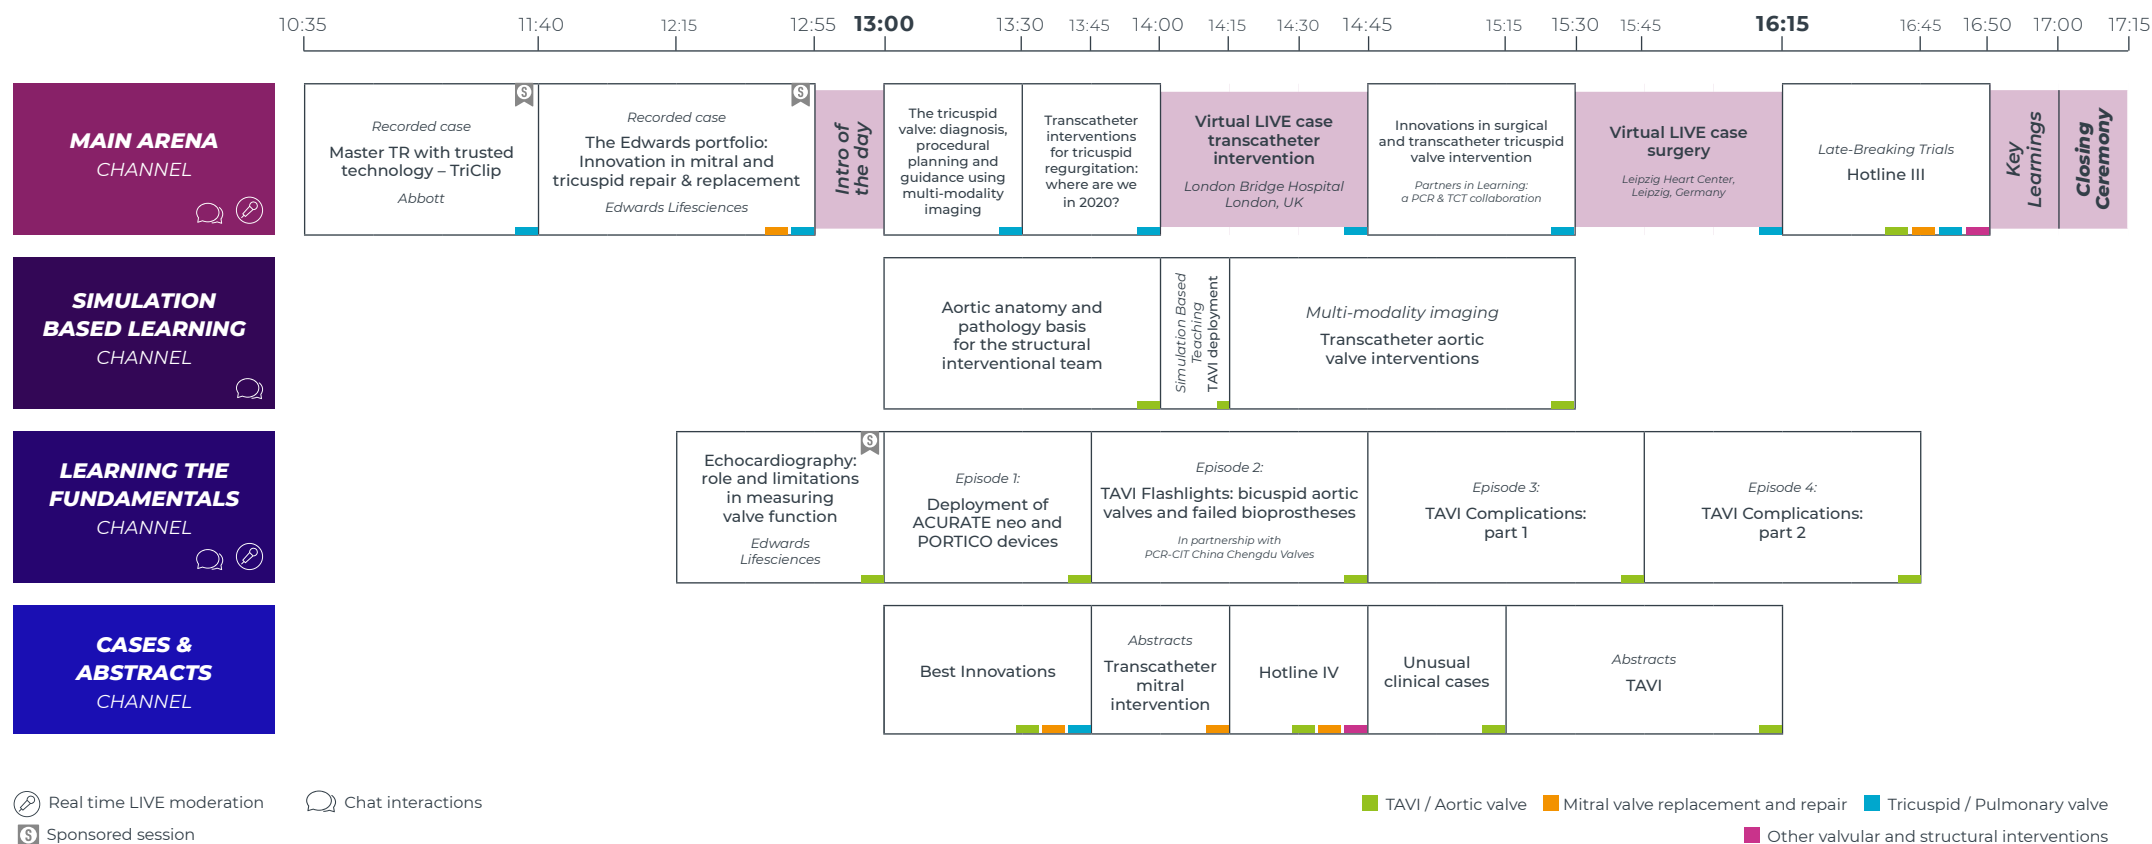 10:35 11:40 12:15 12:55 13:00 13:30 13:45 14:00 14:15 14:30 14:45 15:15 15:30 15:45 16:15 16:45 16:50 17:00 17:15
MAIN ARENA
CHANNEL
Recorded case
Master TR with trusted
technology – TriClip
Abbott
S
Recorded case
The Edwards portfolio:
Innovation in mitral and
tricuspid repair & replacement
Edwards Lifesciences
S
Intro of
the day
The tricuspid
valve: diagnosis,
procedural
planning and
guidance using
multi-modality
imaging
Transcatheter
interventions
for tricuspid
regurgitation:
where are we
in 2020?
Virtual LIVE case
transcatheter
intervention
London Bridge Hospital
London, UK
Innovations in surgical
and transcatheter tricuspid
valve intervention
Partners in Learning:
a PCR & TCT collaboration
Virtual LIVE case
surgery
Leipzig Heart Center,
Leipzig, Germany
Late-Breaking Trials
Hotline III
Key
Learnings
Closing
Ceremony
SIMULATION
BASED LEARNING
CHANNEL
Aortic anatomy and
pathology basis
for the structural
interventional team
Simulation Based
Teaching
TAVI deployment
Multi-modality imaging
Transcatheter aortic
valve interventions
LEARNING THE
FUNDAMENTALS
CHANNEL
Echocardiography:
role and limitations
in measuring
valve function
Edwards
Lifesciences
S
Episode 1:
Deployment of
ACURATE neo and
PORTICO devices
Episode 2:
TAVI Flashlights: bicuspid aortic
valves and failed bioprostheses
In partnership with
PCR-CIT China Chengdu Valves
Episode 3:
TAVI Complications:
part 1
Episode 4:
TAVI Complications:
part 2
CASES &
ABSTRACTS
CHANNEL
Best Innovations
Abstracts
Transcatheter
mitral
intervention
Hotline IV
Unusual
clinical cases
Abstracts
TAVI
Real time LIVE moderation
Chat interactions
S Sponsored session
TAVI / Aortic valve
Mitral valve replacement and repair
Tricuspid / Pulmonary valve
Other valvular and structural interventions